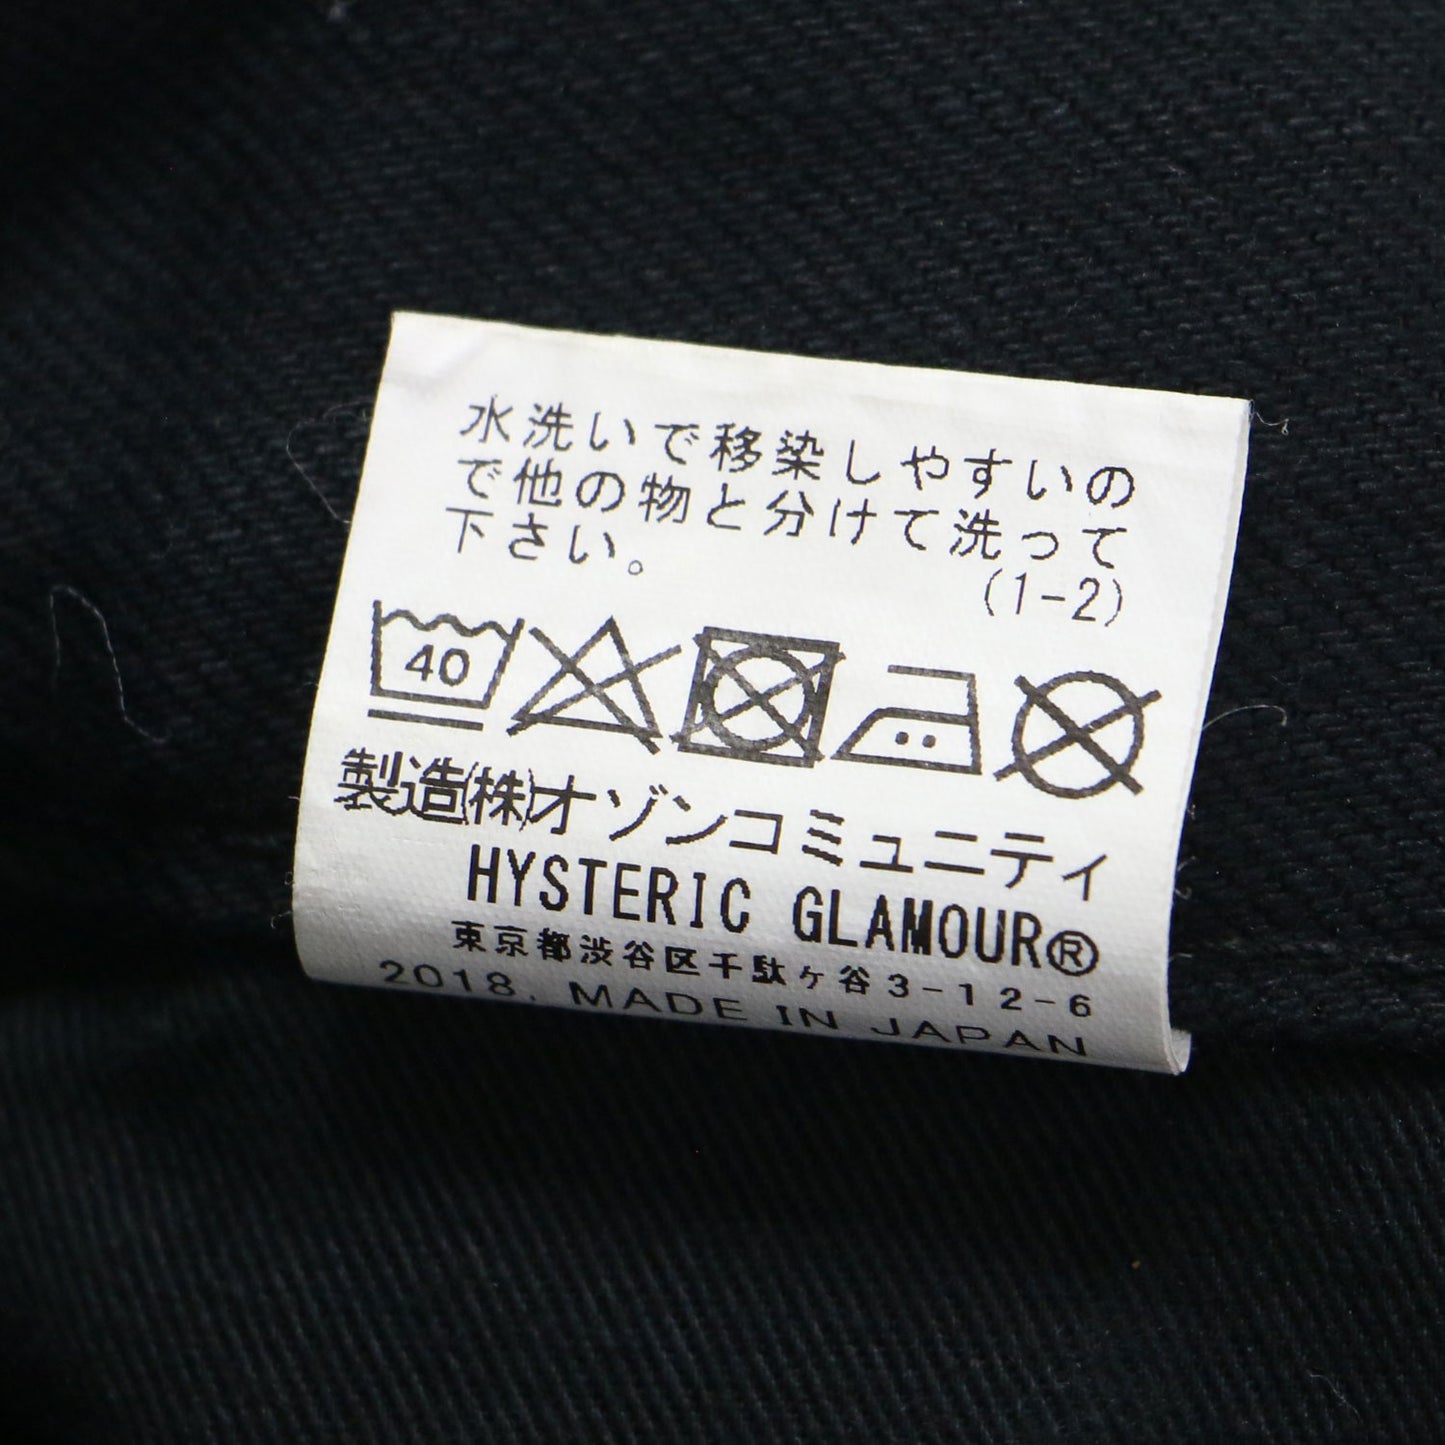 水洗いで移染しやすいの
で他の物と分けて洗って
下さい。
(1-2)
40
製造(株)オゾンコミュニティ
HYSTERIC GLAMOUR®
東京都渋谷区千駄ケ谷3-12-6
2018. MADE IN JAPAN